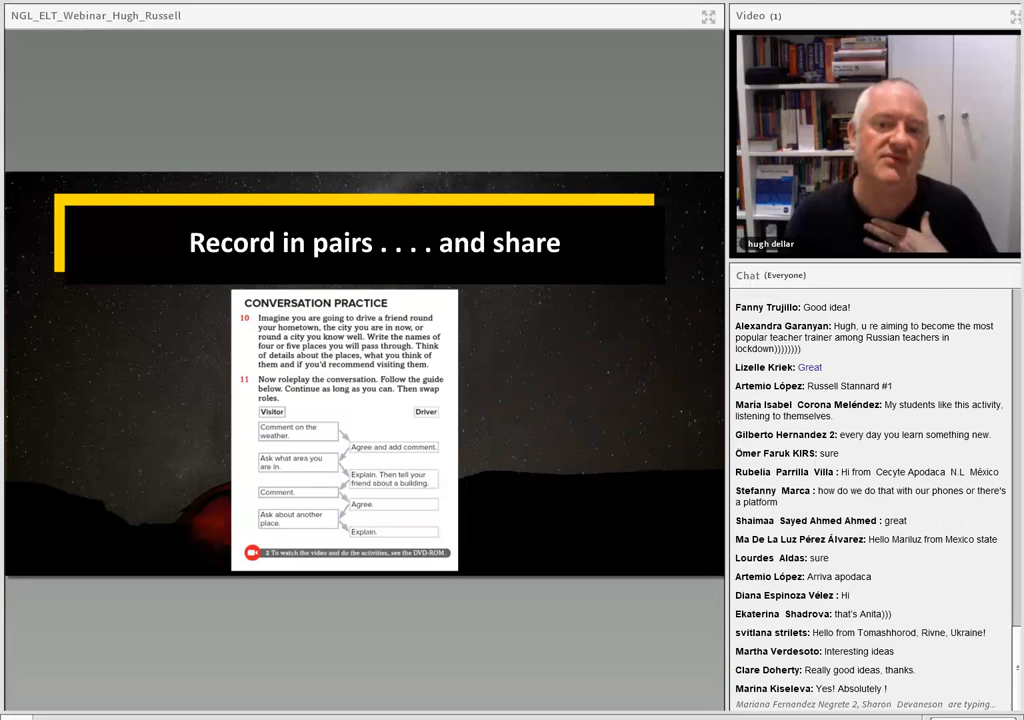 NGL_ELT_Webinar_Hugh_Russell
Record in pairs . . . . and share
CONVERSATION PRACTICE
10 Imagine you are going to drive a friend round
your hometown, the city you are in now, or
round a city you know well. Write the names of
four or five places you will pass through. Think
of details about the places, what you think of
them and if you'd recommend visiting them.
11 Now roleplay the conversation. Follow the guide
below. Continue as long as you can. Then swap
roles.
Visitor
Driver
Comment on the
weather.
Agree and add comment.
Ask what area you
are in.
Explain. Then tell your
friend about a building.
Comment.
Agree.
Ask about another
place.
Explain.
2 To watch the video and do the activities, see the DVD-ROM.
Video (1)
hugh dellar
Chat (Everyone)
Fanny Trujillo: Good idea!
Alexandra Garanyan: Hugh, u re aiming to become the most
popular teacher trainer among Russian teachers in
lockdown))))))))
Lizelle Kriek: Great
Artemio López: Russell Stannard #1
Maria Isabel Corona Meléndez: My students like this activity,
listening to themselves.
Gilberto Hernandez 2: every day you learn something new.
Ömer Faruk KIRS: sure
Rubelia Parrilla Villa : Hi from Cecyte Apodaca N.L México
Stefanny Marca : how do we do that with our phones or there's
a platform
Shaimaa Sayed Ahmed Ahmed : great
Ma De La Luz Pérez Álvarez: Hello Mariluz from Mexico state
Lourdes Aldas: sure
Artemio López: Arriva apodaca
Diana Espinoza Vélez : Hi
Ekaterina Shadrova: that's Anita)))
svitlana strilets: Hello from Tomashhorod, Rivne, Ukraine!
Martha Verdesoto: Interesting ideas
Clare Doherty: Really good ideas, thanks.
Marina Kiseleva: Yes! Absolutely !
Mariana Fernandez Negrete 2, Sharon Devaneson are typing...